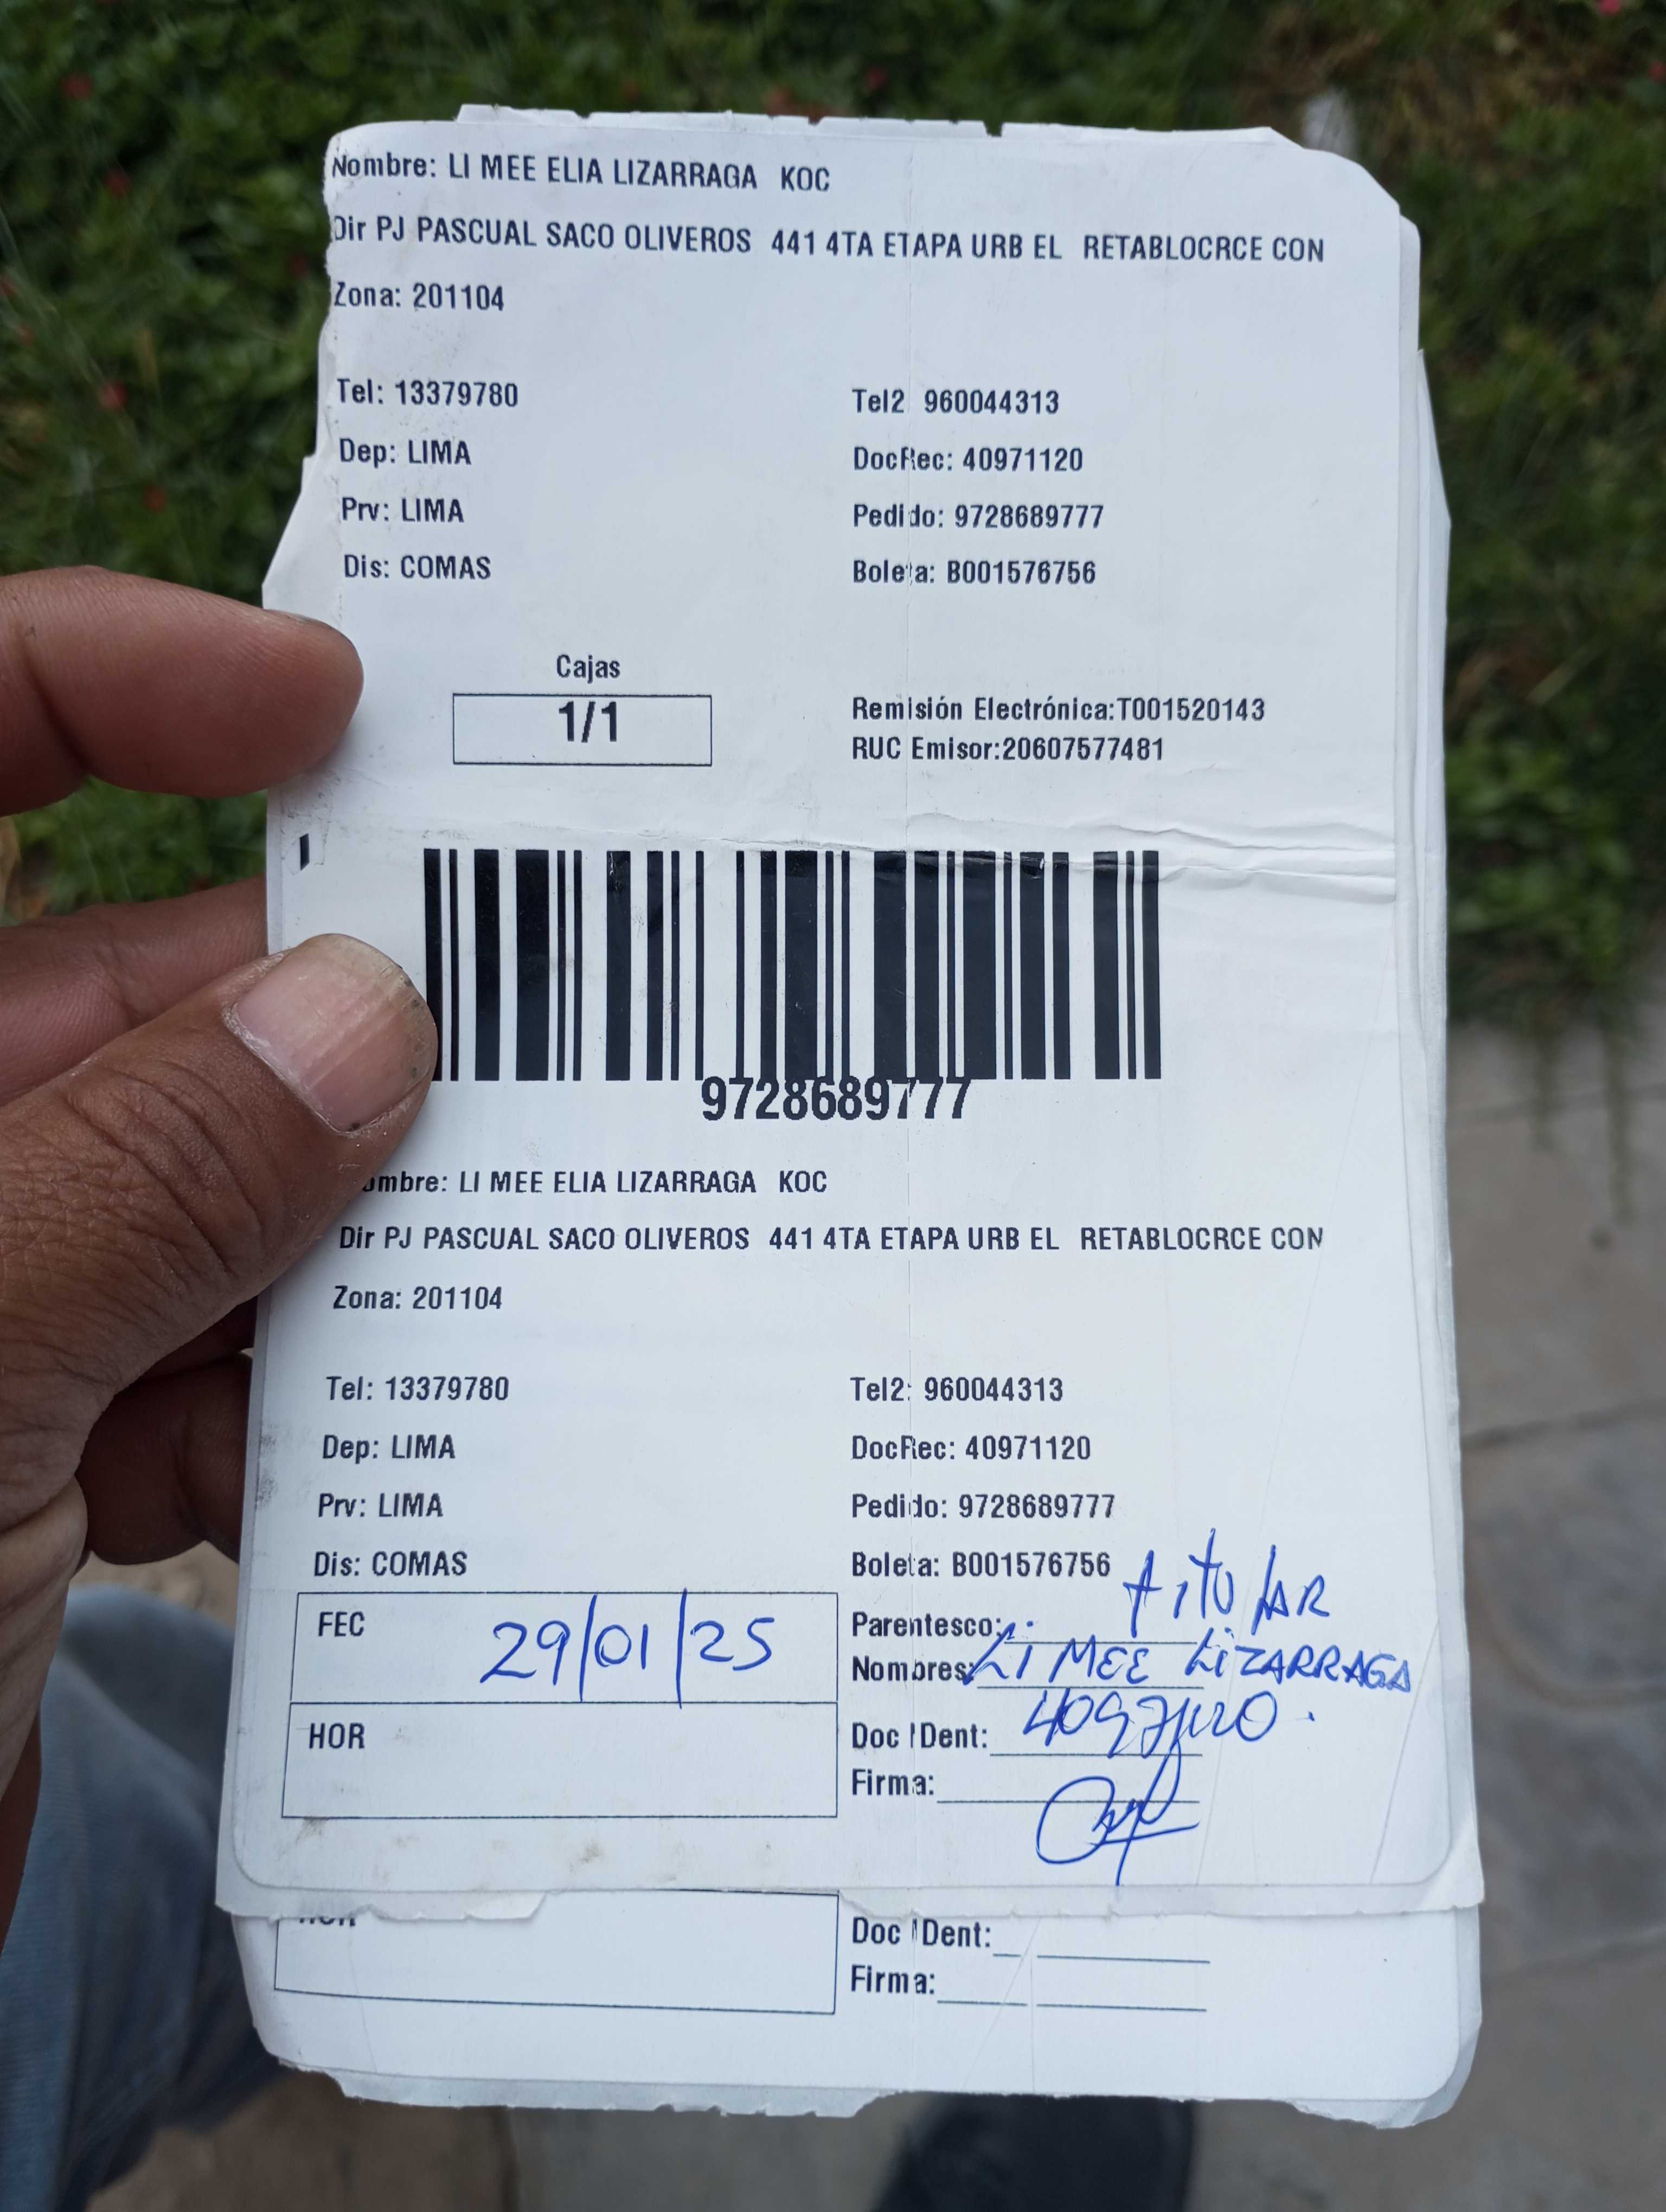 Nombre: LI MEE ELIA LIZARRAGA KOC
Dir PJ PASCUAL SACO OLIVEROS 441 4TA ETAPA URB EL RETABLOCRCE CON
Zona: 201104
Tel: 13379780
Tel2 960044313
Dep: LIMA
DocRec: 40971120
Prv: LIMA
Pedido: 9728689777
Dis: COMAS
Boleta: B001576756
Cajas
1/1
Remisión Electrónica:T001520143
RUC Emisor:20607577481
9728689777
ombre: LI MEE ELIA LIZARRAGA KOC
Dir PJ PASCUAL SACO OLIVEROS 441 4TA ETAPA URB EL RETABLOCRCE CON
Zona: 201104
Tel: 13379780
Tel2: 960044313
Dep: LIMA
DocRec: 40971120
Prv: LIMA
Pedido: 9728689777
Dis: COMAS
Boleta: B001576756
FEC 29/01/25
Parentesco: titular
Nombres: Li MEE LiZARRAGA
HOR
Doc IDent: 40971120.
Firma:
HOR
Doc IDent:
Firma: